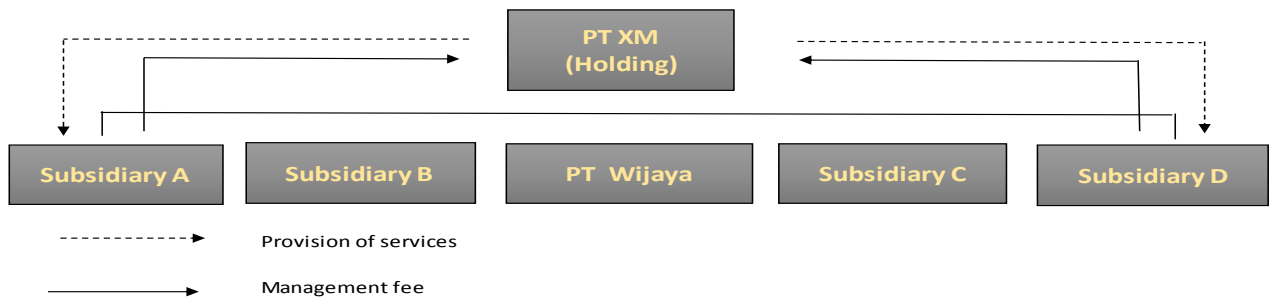 PT XM
(Holding)
Subsidiary A
Subsidiary B
PT Wijaya
Subsidiary C
Subsidiary D
Provision of services
Management fee